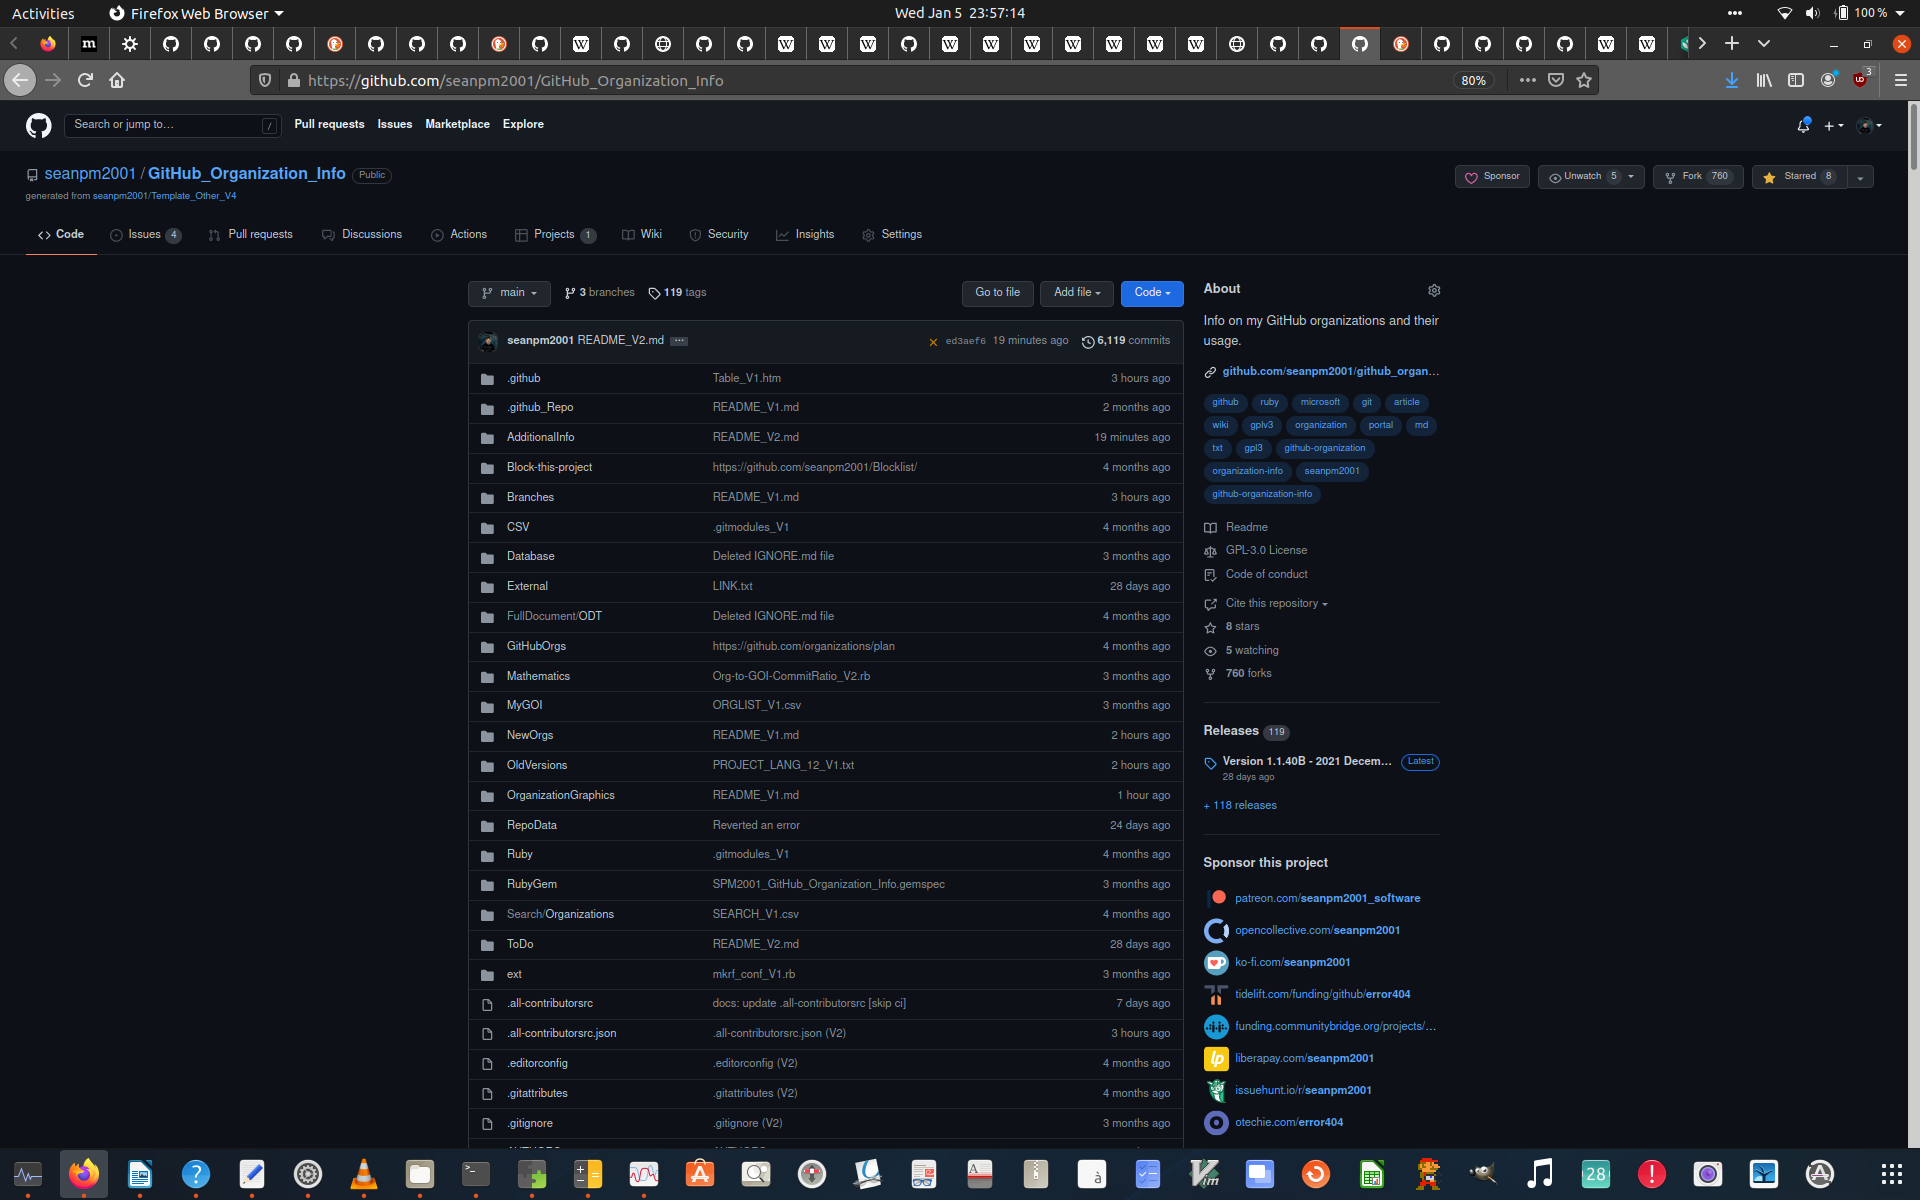 Activities
Firefox Web Browser
Wed Jan 5 23:57:14
100 %
https://github.com/seanpm2001/GitHub_Organization_Info
80%
3
Search or jump to…
/
Pull requests
Issues
Marketplace
Explore
seanpm2001 / GitHub_Organization_Info
Public
generated from seanpm2001/Template_Other_V4
Sponsor
Unwatch 5
Fork 760
Starred 8
Code
Issues 4
Pull requests
Discussions
Actions
Projects 1
Wiki
Security
Insights
Settings
main
3 branches
119 tags
Go to file
Add file
Code
seanpm2001 README_V2.md
ed3aef6 19 minutes ago
6,119 commits
.github Table_V1.htm 3 hours ago
.github_Repo README_V1.md 2 months ago
AdditionalInfo README_V2.md 19 minutes ago
Block-this-project https://github.com/seanpm2001/Blocklist/ 4 months ago
Branches README_V1.md 3 hours ago
CSV .gitmodules_V1 4 months ago
Database Deleted IGNORE.md file 3 months ago
External LINK.txt 28 days ago
FullDocument/ODT Deleted IGNORE.md file 4 months ago
GitHubOrgs https://github.com/organizations/plan 4 months ago
Mathematics Org-to-GOI-CommitRatio_V2.rb 3 months ago
MyGOI ORGLIST_V1.csv 3 months ago
NewOrgs README_V1.md 2 hours ago
OldVersions PROJECT_LANG_12_V1.txt 2 hours ago
OrganizationGraphics README_V1.md 1 hour ago
RepoData Reverted an error 24 days ago
Ruby .gitmodules_V1 4 months ago
RubyGem SPM2001_GitHub_Organization_Info.gemspec 3 months ago
Search/Organizations SEARCH_V1.csv 4 months ago
ToDo README_V2.md 28 days ago
ext mkrf_conf_V1.rb 3 months ago
.all-contributorsrc docs: update .all-contributorsrc [skip ci] 7 days ago
.all-contributorsrc.json .all-contributorsrc.json (V2) 3 hours ago
.editorconfig .editorconfig (V2) 4 months ago
.gitattributes .gitattributes (V2) 4 months ago
.gitignore .gitignore (V2) 3 months ago
About
Info on my GitHub organizations and their
usage.
github.com/seanpm2001/github_organ…
github ruby microsoft git article
wiki gplv3 organization portal md
txt gpl3 github-organization
organization-info seanpm2001
github-organization-info
Readme
GPL-3.0 License
Code of conduct
Cite this repository
8 stars
5 watching
760 forks
Releases 119
Version 1.1.40B - 2021 Decem… Latest
28 days ago
+ 118 releases
Sponsor this project
patreon.com/seanpm2001_software
opencollective.com/seanpm2001
ko-fi.com/seanpm2001
tidelift.com/funding/github/error404
funding.communitybridge.org/projects/…
liberapay.com/seanpm2001
issuehunt.io/r/seanpm2001
otechie.com/error404
28